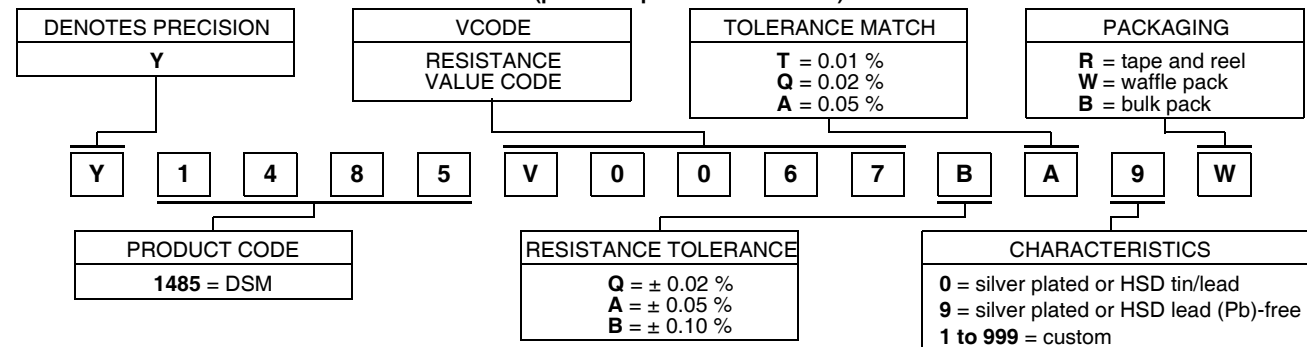 DENOTES PRECISION
Y
VCODE
RESISTANCE
VALUE CODE
TOLERANCE MATCH
T = 0.01 %
Q = 0.02 %
A = 0.05 %
PACKAGING
R = tape and reel
W = waffle pack
B = bulk pack
Y 1 4 8 5 V 0 0 6 7 B A 9 W
PRODUCT CODE
1485 = DSM
RESISTANCE TOLERANCE
Q = ± 0.02 %
A = ± 0.05 %
B = ± 0.10 %
CHARACTERISTICS
0 = silver plated or HSD tin/lead
9 = silver plated or HSD lead (Pb)-free
1 to 999 = custom